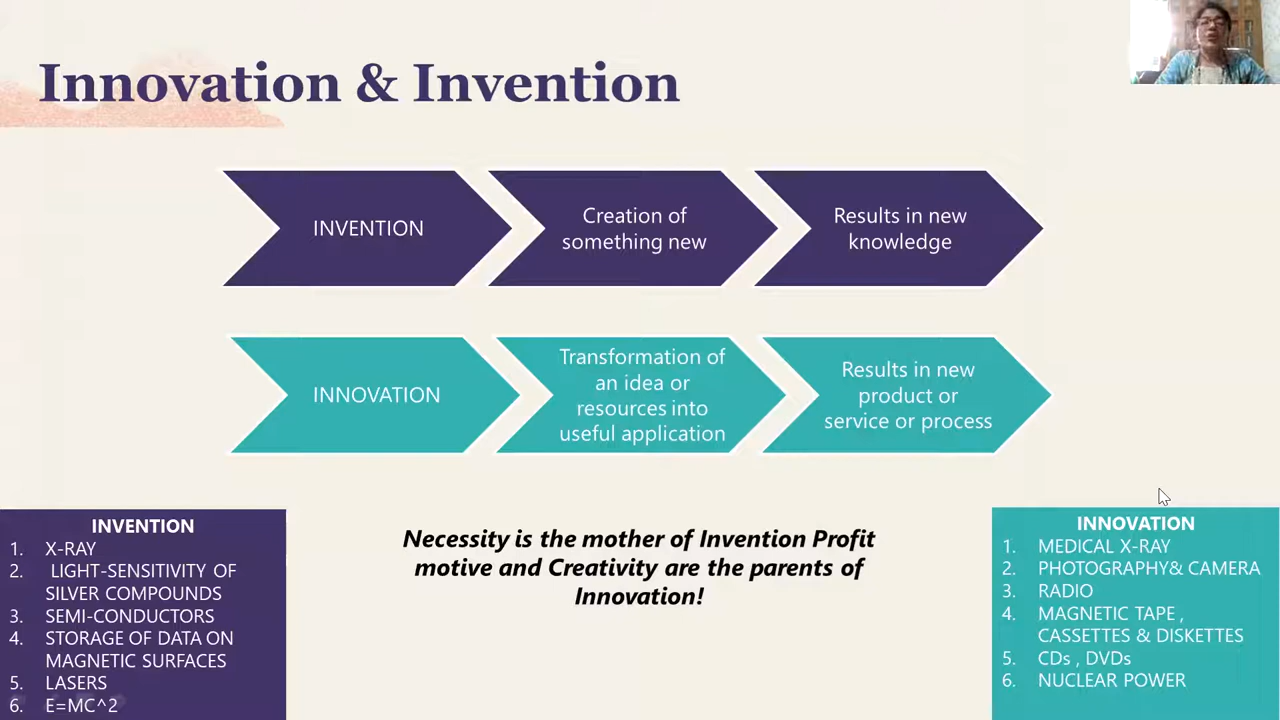 Innovation & Invention
INVENTION
Creation of
something new
Results in new
knowledge
INNOVATION
Transformation of
an idea or
resources into
useful application
Results in new
product or
service or process
INVENTION
1. X-RAY
2. LIGHT-SENSITIVITY OF
SILVER COMPOUNDS
3. SEMI-CONDUCTORS
4. STORAGE OF DATA ON
MAGNETIC SURFACES
5. LASERS
6. E=MC^2
Necessity is the mother of Invention Profit
motive and Creativity are the parents of
Innovation!
INNOVATION
1. MEDICAL X-RAY
2. PHOTOGRAPHY& CAMERA
3. RADIO
4. MAGNETIC TAPE ,
CASSETTES & DISKETTES
5. CDs , DVDs
6. NUCLEAR POWER